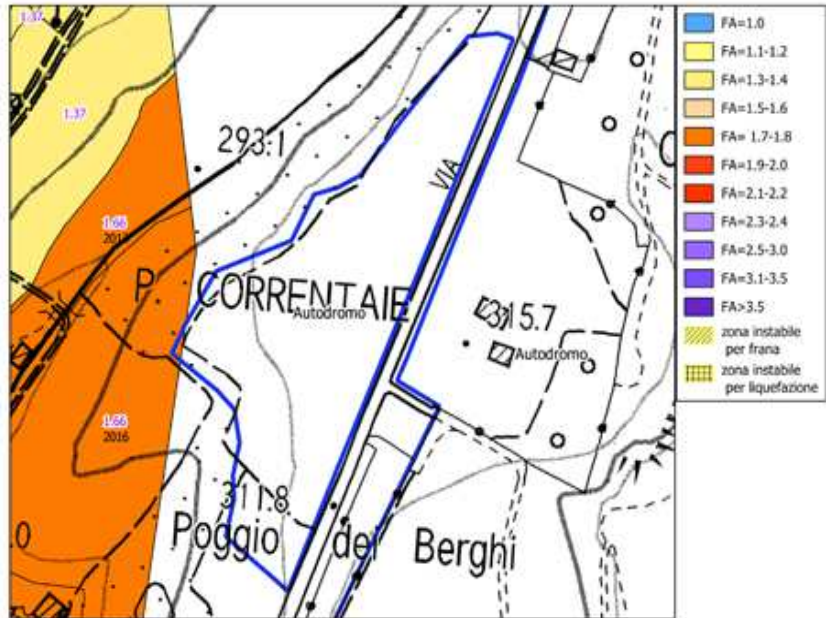 1.37
1.37
293.1
VIA
1.66
201
P
CORRENTAIE
Autodromo
315.7
Autodromo
1.66
2016
311.8
.0
Poggio dei Berghi
FA=1.0
FA=1.1-1.2
FA=1.3-1.4
FA=1.5-1.6
FA= 1.7-1.8
FA=1.9-2.0
FA=2.1-2.2
FA=2.3-2.4
FA=2.5-3.0
FA=3.1-3.5
FA>3.5
zona instabile
per frana
zona instabile
per liquefazione